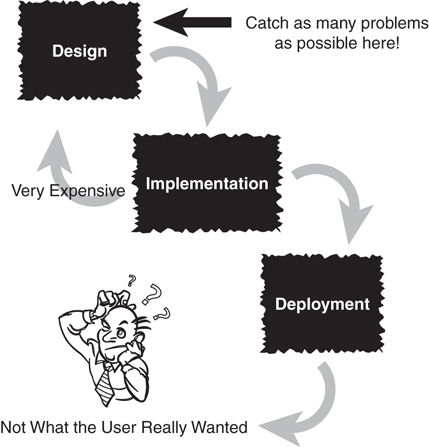 Design
Catch as many problems
as possible here!
Very Expensive
Implementation
Deployment
? ? ?
Not What the User Really Wanted